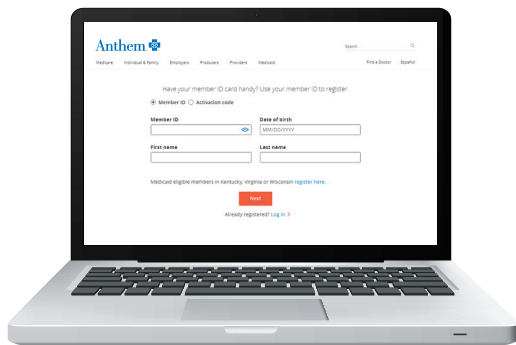 Anthem
Search
Medicare Individual & Family Employers Producers Providers Medicaid Find a Doctor Español
Have your member ID card handy? Use your member ID to register.
Member ID Activation code
Member ID Date of birth
MM/DD/YYYY
First name Last name
Medicaid eligible members in Kentucky, Virginia or Wisconsin register here.
Next
Already registered? Log in >